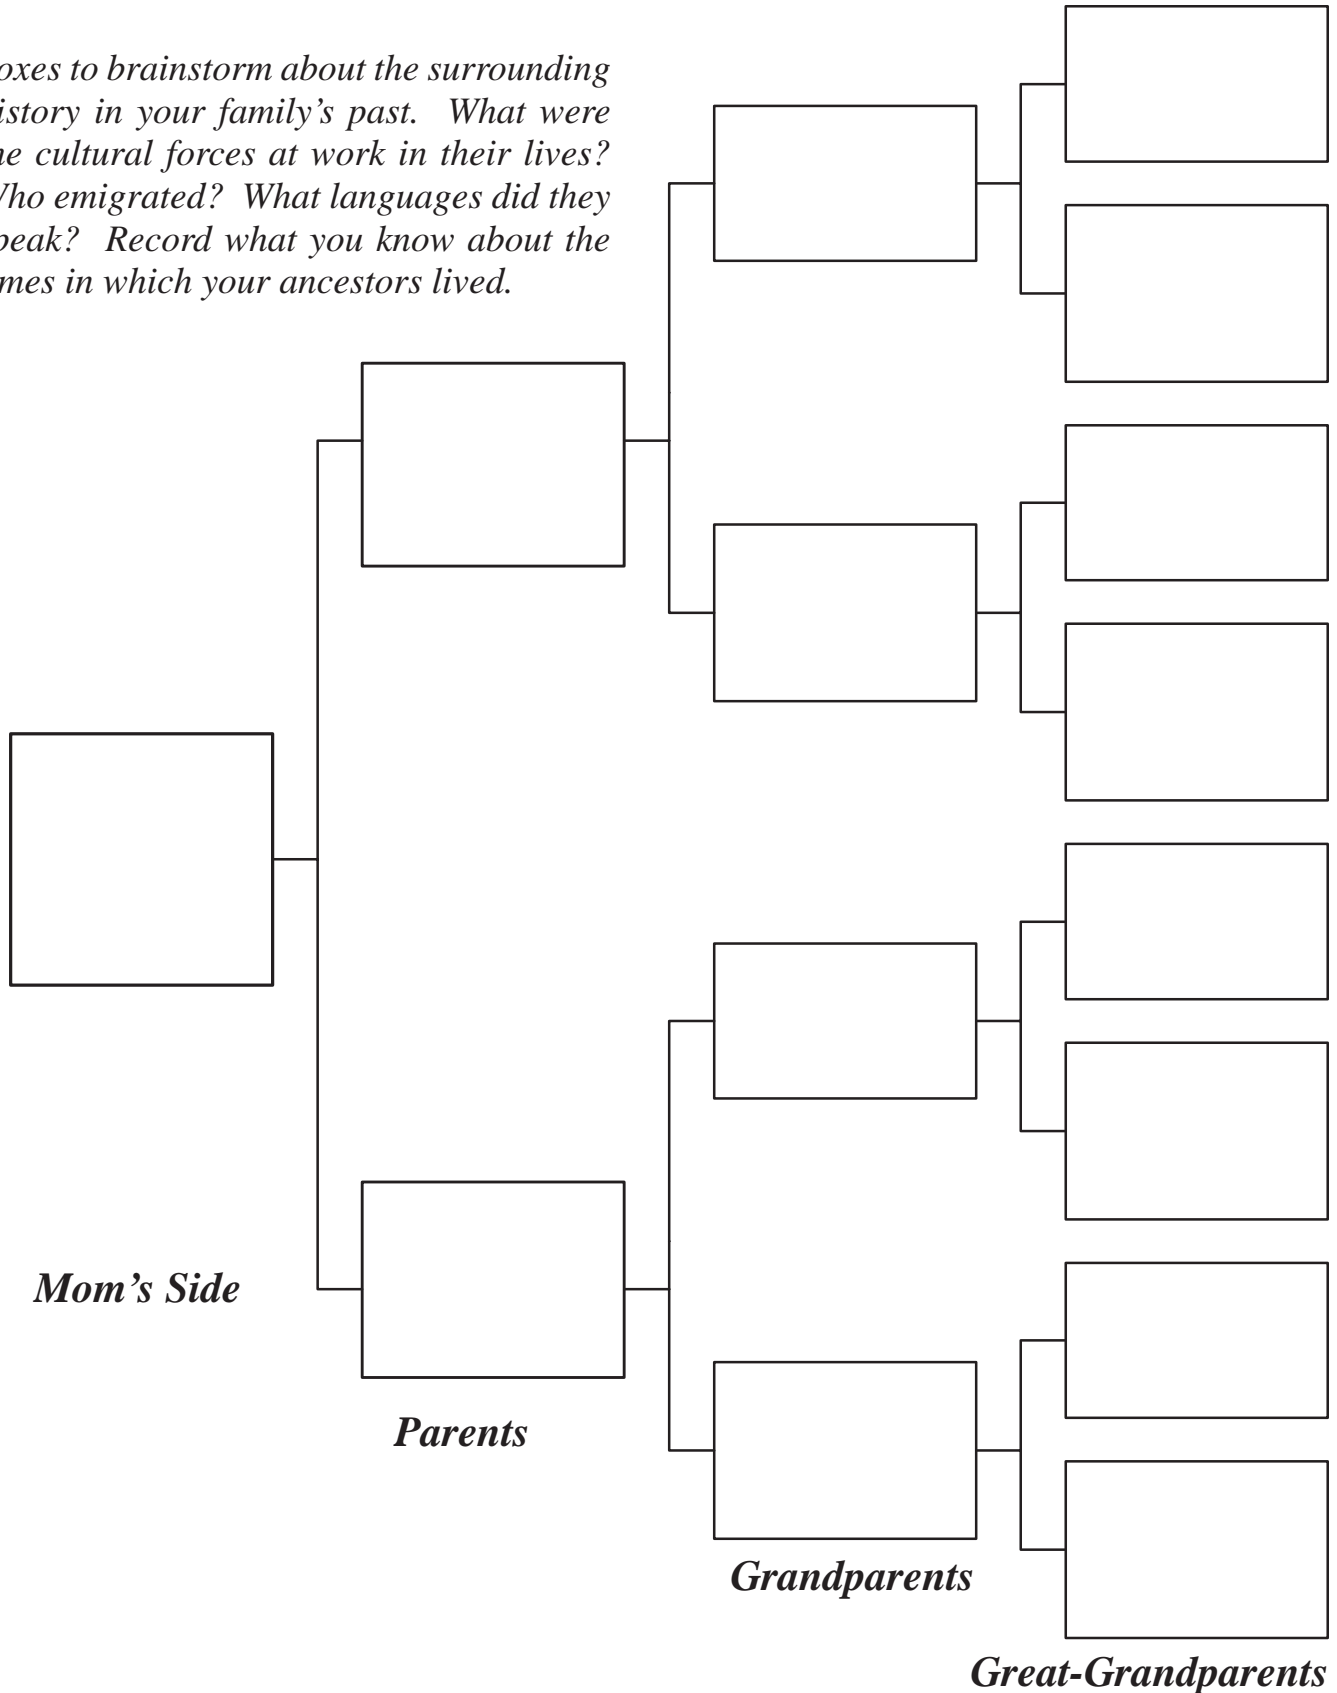 oxes to brainstorm about the surrounding
istory in your family's past. What were
he cultural forces at work in their lives?
Who emigrated? What languages did they
peak? Record what you know about the
mes in which your ancestors lived.
Mom's Side
Parents
Grandparents
Great-Grandparents